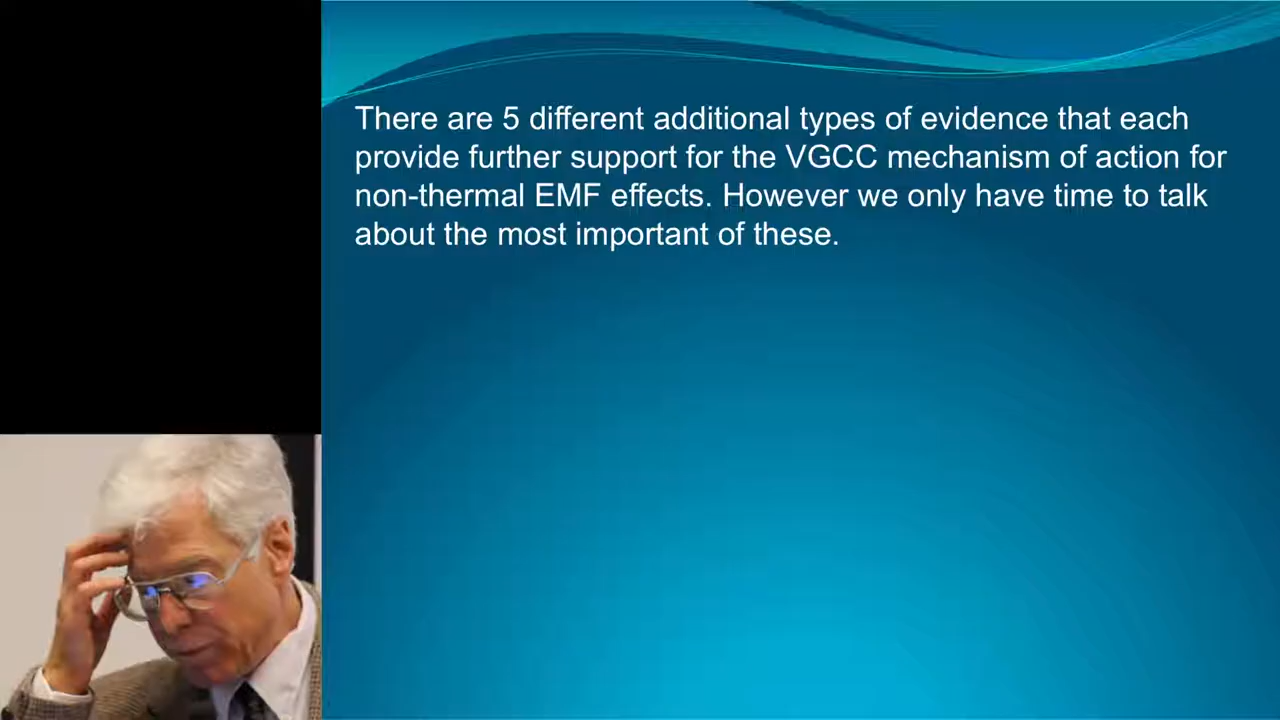 There are 5 different additional types of evidence that each
provide further support for the VGCC mechanism of action for
non-thermal EMF effects. However we only have time to talk
about the most important of these.